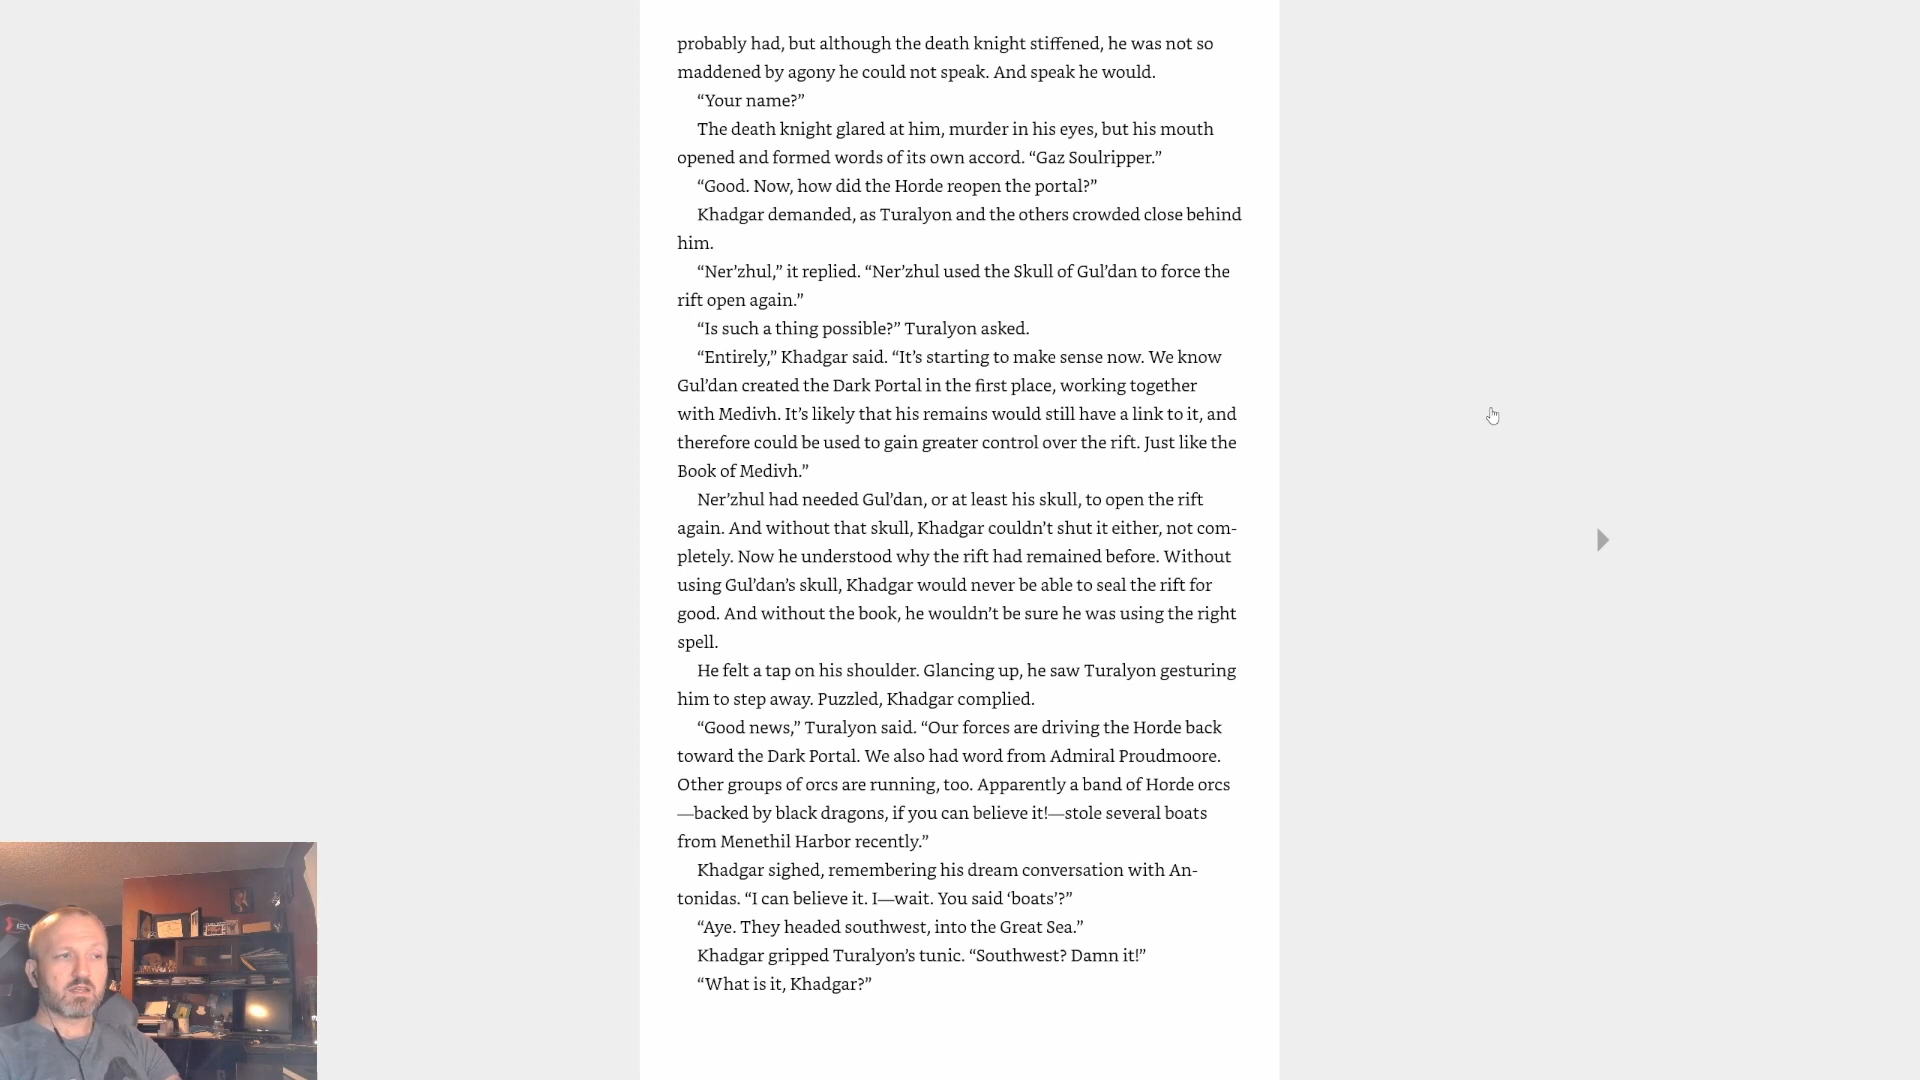 probably had, but although the death knight stiffened, he was not so
maddened by agony he could not speak. And speak he would.
“Your name?”
The death knight glared at him, murder in his eyes, but his mouth
opened and formed words of its own accord. “Gaz Soulripper.”
“Good. Now, how did the Horde reopen the portal?”
Khadgar demanded, as Turalyon and the others crowded close behind
him.
“Ner’zhul,” it replied. “Ner’zhul used the Skull of Gul’dan to force the
rift open again.”
“Is such a thing possible?” Turalyon asked.
“Entirely,” Khadgar said. “It’s starting to make sense now. We know
Gul’dan created the Dark Portal in the first place, working together
with Medivh. It’s likely that his remains would still have a link to it, and
therefore could be used to gain greater control over the rift. Just like the
Book of Medivh.”
Ner’zhul had needed Gul’dan, or at least his skull, to open the rift
again. And without that skull, Khadgar couldn’t shut it either, not com-
pletely. Now he understood why the rift had remained before. Without
using Gul’dan’s skull, Khadgar would never be able to seal the rift for
good. And without the book, he wouldn’t be sure he was using the right
spell.
He felt a tap on his shoulder. Glancing up, he saw Turalyon gesturing
him to step away. Puzzled, Khadgar complied.
“Good news,” Turalyon said. “Our forces are driving the Horde back
toward the Dark Portal. We also had word from Admiral Proudmoore.
Other groups of orcs are running, too. Apparently a band of Horde orcs
—backed by black dragons, if you can believe it!—stole several boats
from Menethil Harbor recently.”
Khadgar sighed, remembering his dream conversation with An-
tonidas. “I can believe it. I—wait. You said ‘boats’?”
“Aye. They headed southwest, into the Great Sea.”
Khadgar gripped Turalyon’s tunic. “Southwest? Damn it!”
“What is it, Khadgar?”